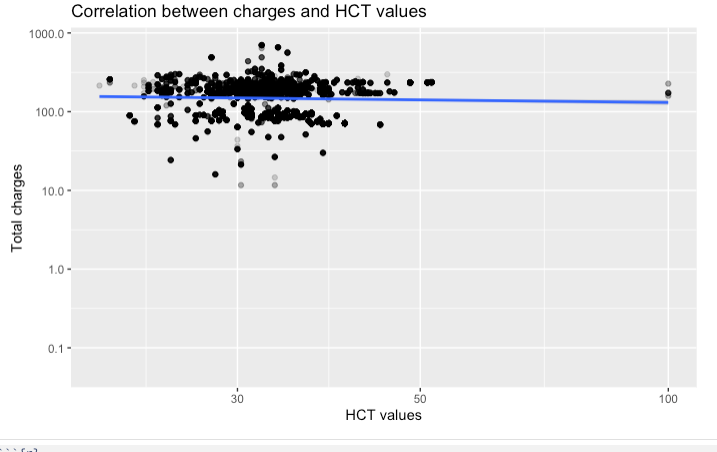 Correlation between charges and HCT values
1000.0
100.0
10.0
1.0
0.1
Total charges
30 50 100
HCT values